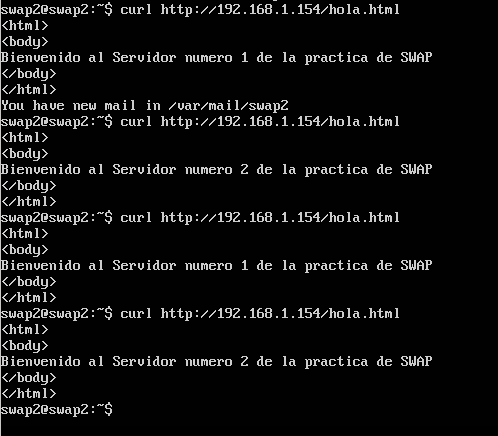 swap2@swap2:~$ curl http://192.168.1.154/hola.html
<html>
<body>
Bienvenido al Servidor numero 1 de la practica de SWAP
</body>
</html>
You have new mail in /var/mail/swap2
swap2@swap2:~$ curl http://192.168.1.154/hola.html
<html>
<body>
Bienvenido al Servidor numero 2 de la practica de SWAP
</body>
</html>
swap2@swap2:~$ curl http://192.168.1.154/hola.html
<html>
<body>
Bienvenido al Servidor numero 1 de la practica de SWAP
</body>
</html>
swap2@swap2:~$ curl http://192.168.1.154/hola.html
<html>
<body>
Bienvenido al Servidor numero 2 de la practica de SWAP
</body>
</html>
swap2@swap2:~$